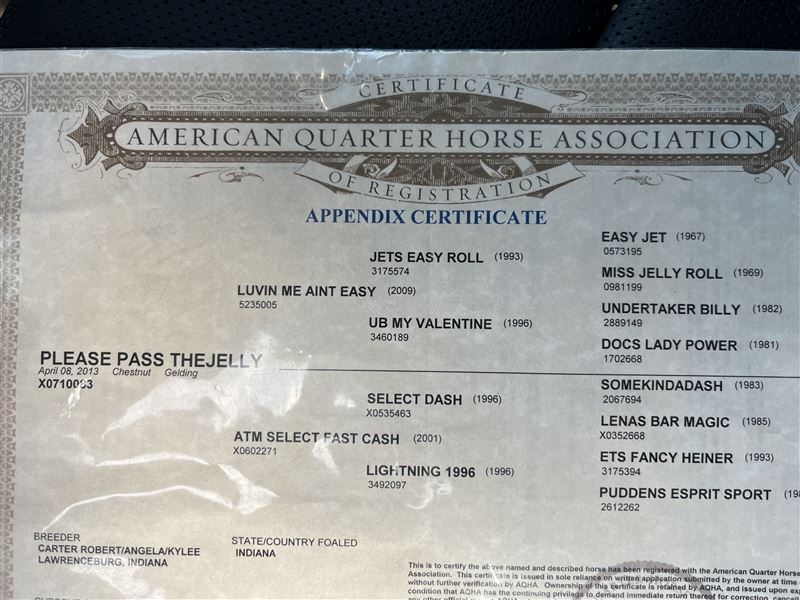 CERTIFICATE
AMERICAN QUARTER HORSE ASSOCIATION
OF REGISTRATION
APPENDIX CERTIFICATE
EASY JET (1967)
0573195
JETS EASY ROLL (1993)
3175574
MISS JELLY ROLL (1969)
0981199
LUVIN ME AINT EASY (2009)
5235005
UNDERTAKER BILLY (1982)
2889149
UB MY VALENTINE (1996)
3460189
DOCS LADY POWER (1981)
1702668
PLEASE PASS THEJELLY
April 08, 2013 Chestnut Gelding
SOMEKINDADASH (1983)
2067694
SELECT DASH (1996)
X0535463
LENAS BAR MAGIC (1985)
X0352668
ATM SELECT FAST CASH (2001)
X0602271
ETS FANCY HEINER (1993)
3175394
LIGHTNING 1996 (1996)
3492097
PUDDENS ESPRIT SPORT
2612262
BREEDER
CARTER ROBERT/ANGELA/KYLEE
LAWRENCEBURG, INDIANA
STATE/COUNTRY FOALED
INDIANA
This is to certify the above named and described horse has been registered with the American Quarter Horse
Association. This certificate is issued in sole reliance on written application submitted by the owner at time
without further verification by AQHA. Ownership of this certificate is retained by AQHA, and issued upon
condition that AQHA has the continuing privilege to demand immediate return thereof for correction,